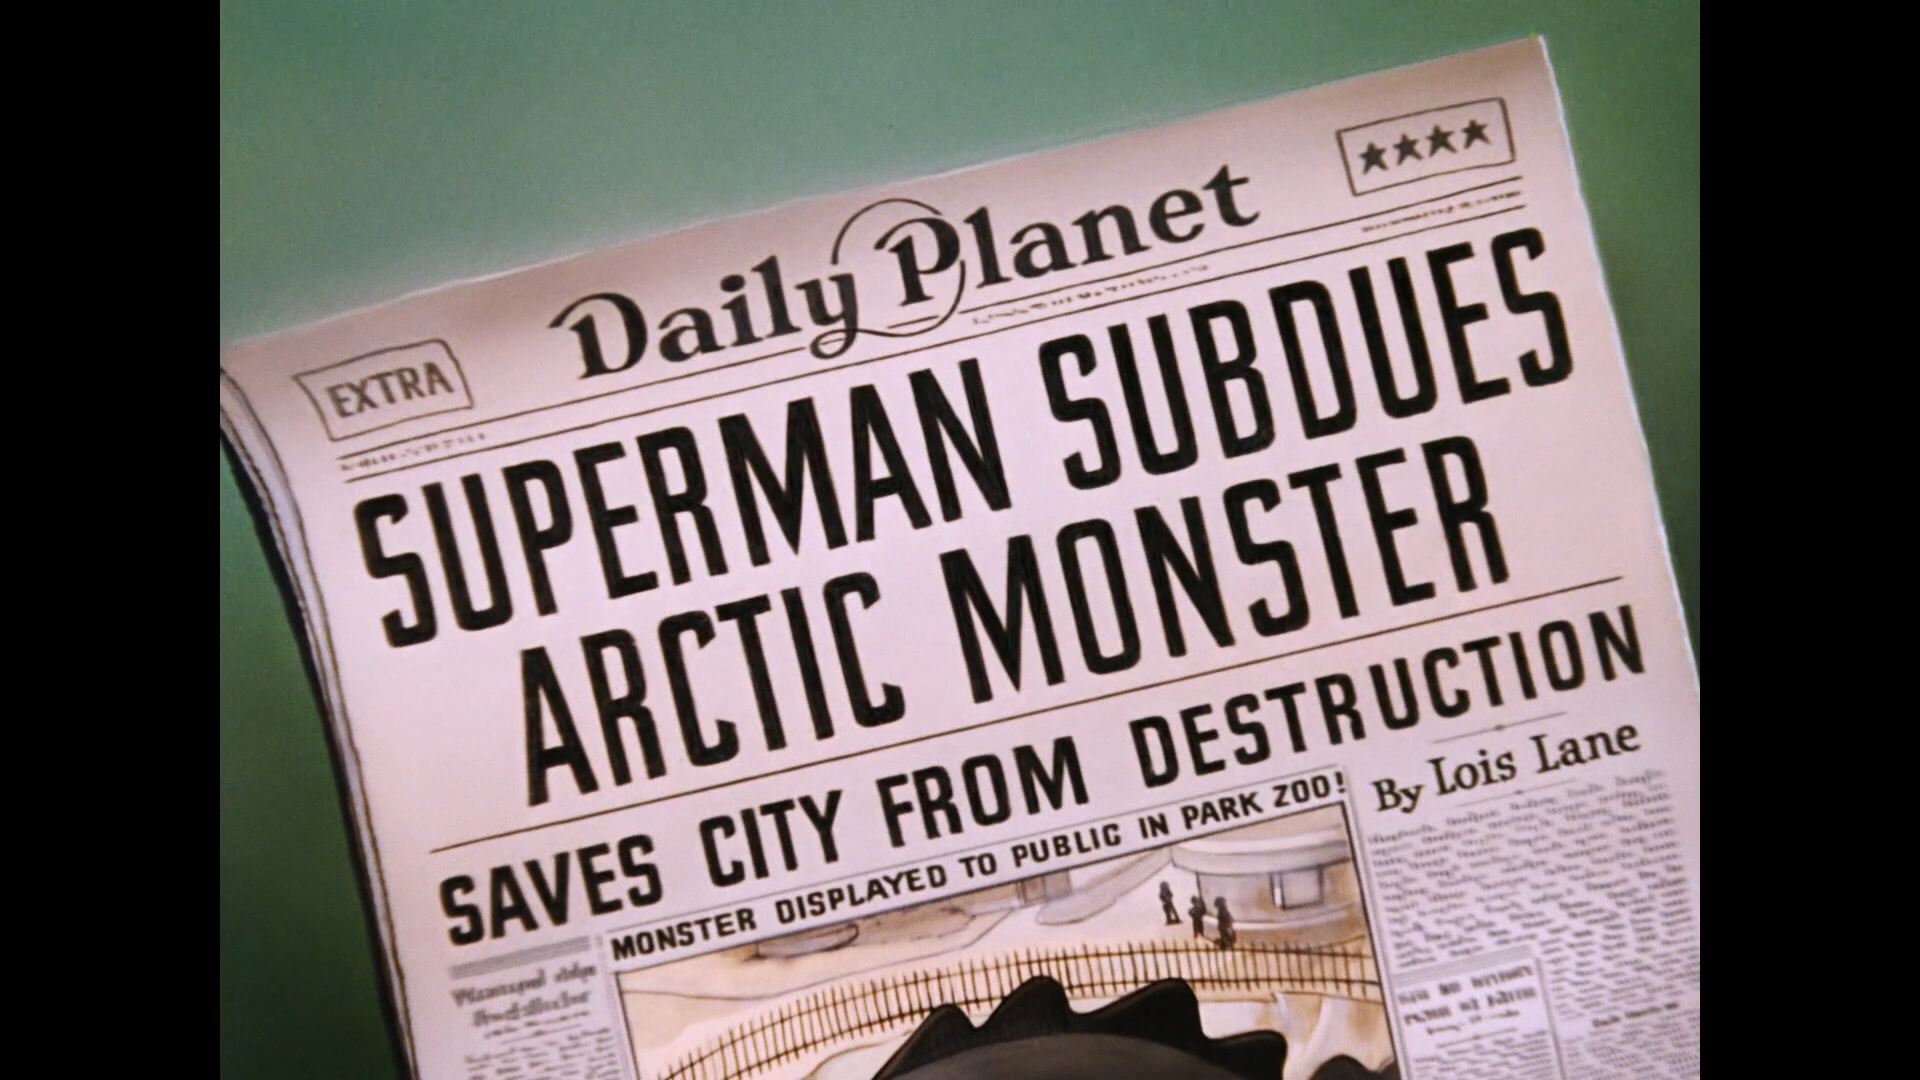 Daily Planet
EXTRA
SUPERMAN SUBDUES
ARCTIC MONSTER
SAVES CITY FROM DESTRUCTION
By Lois Lane
MONSTER DISPLAYED TO PUBLIC IN PARK ZOO!